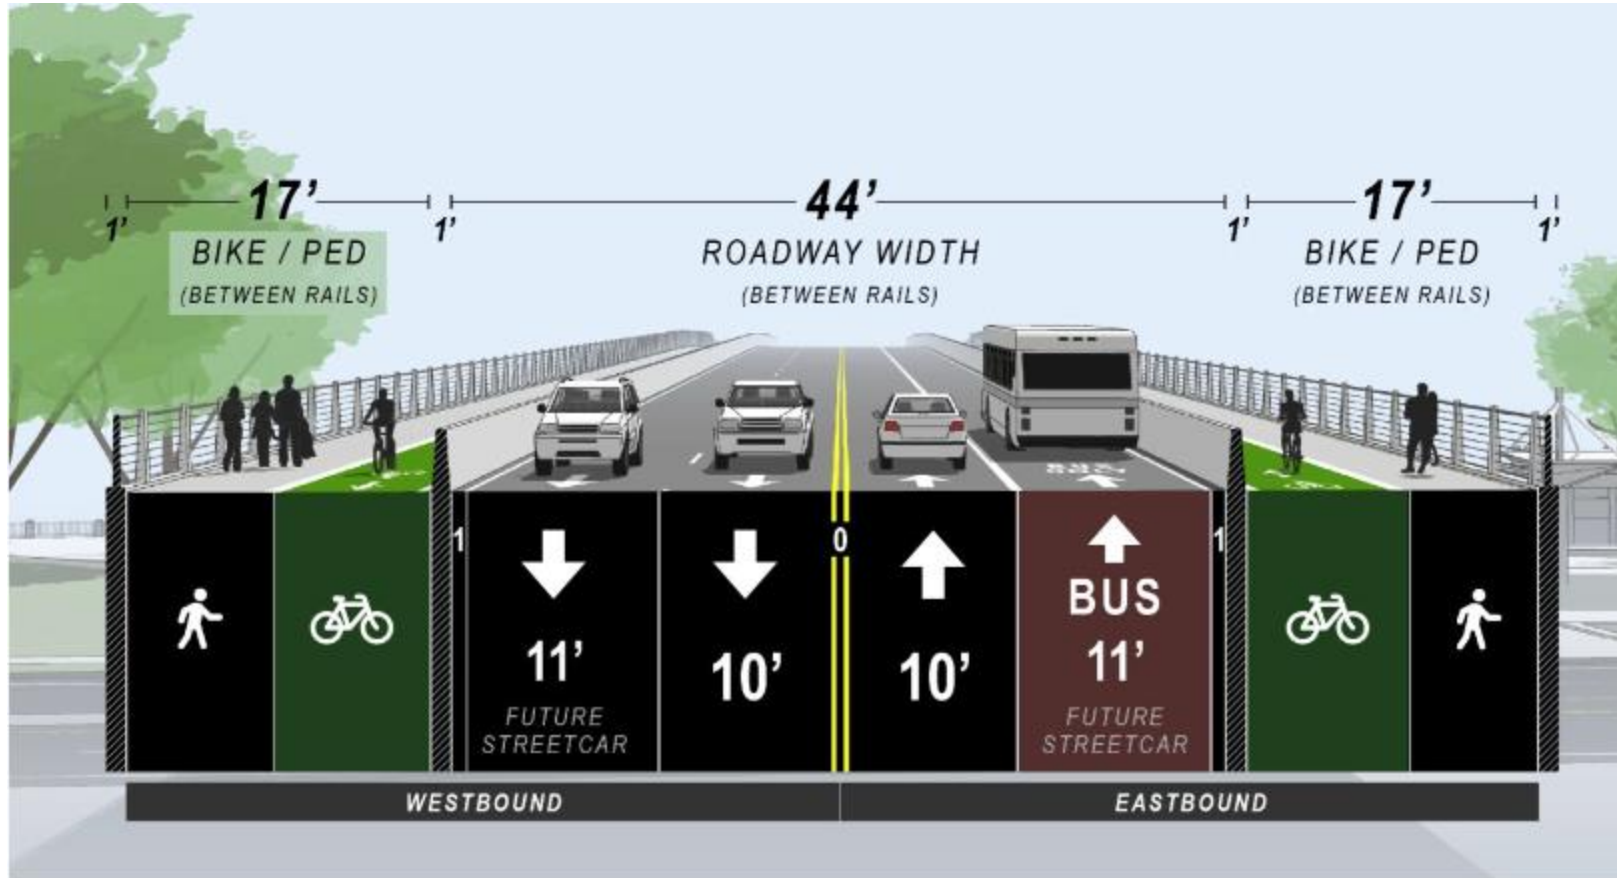 17' 44' 17'
1' 1' 1' 1'
BIKE / PED
(BETWEEN RAILS)
ROADWAY WIDTH
(BETWEEN RAILS)
BIKE / PED
(BETWEEN RAILS)
1
11'
FUTURE
STREETCAR
10'
0
10'
BUS
11'
FUTURE
STREETCAR
1
WESTBOUND
EASTBOUND